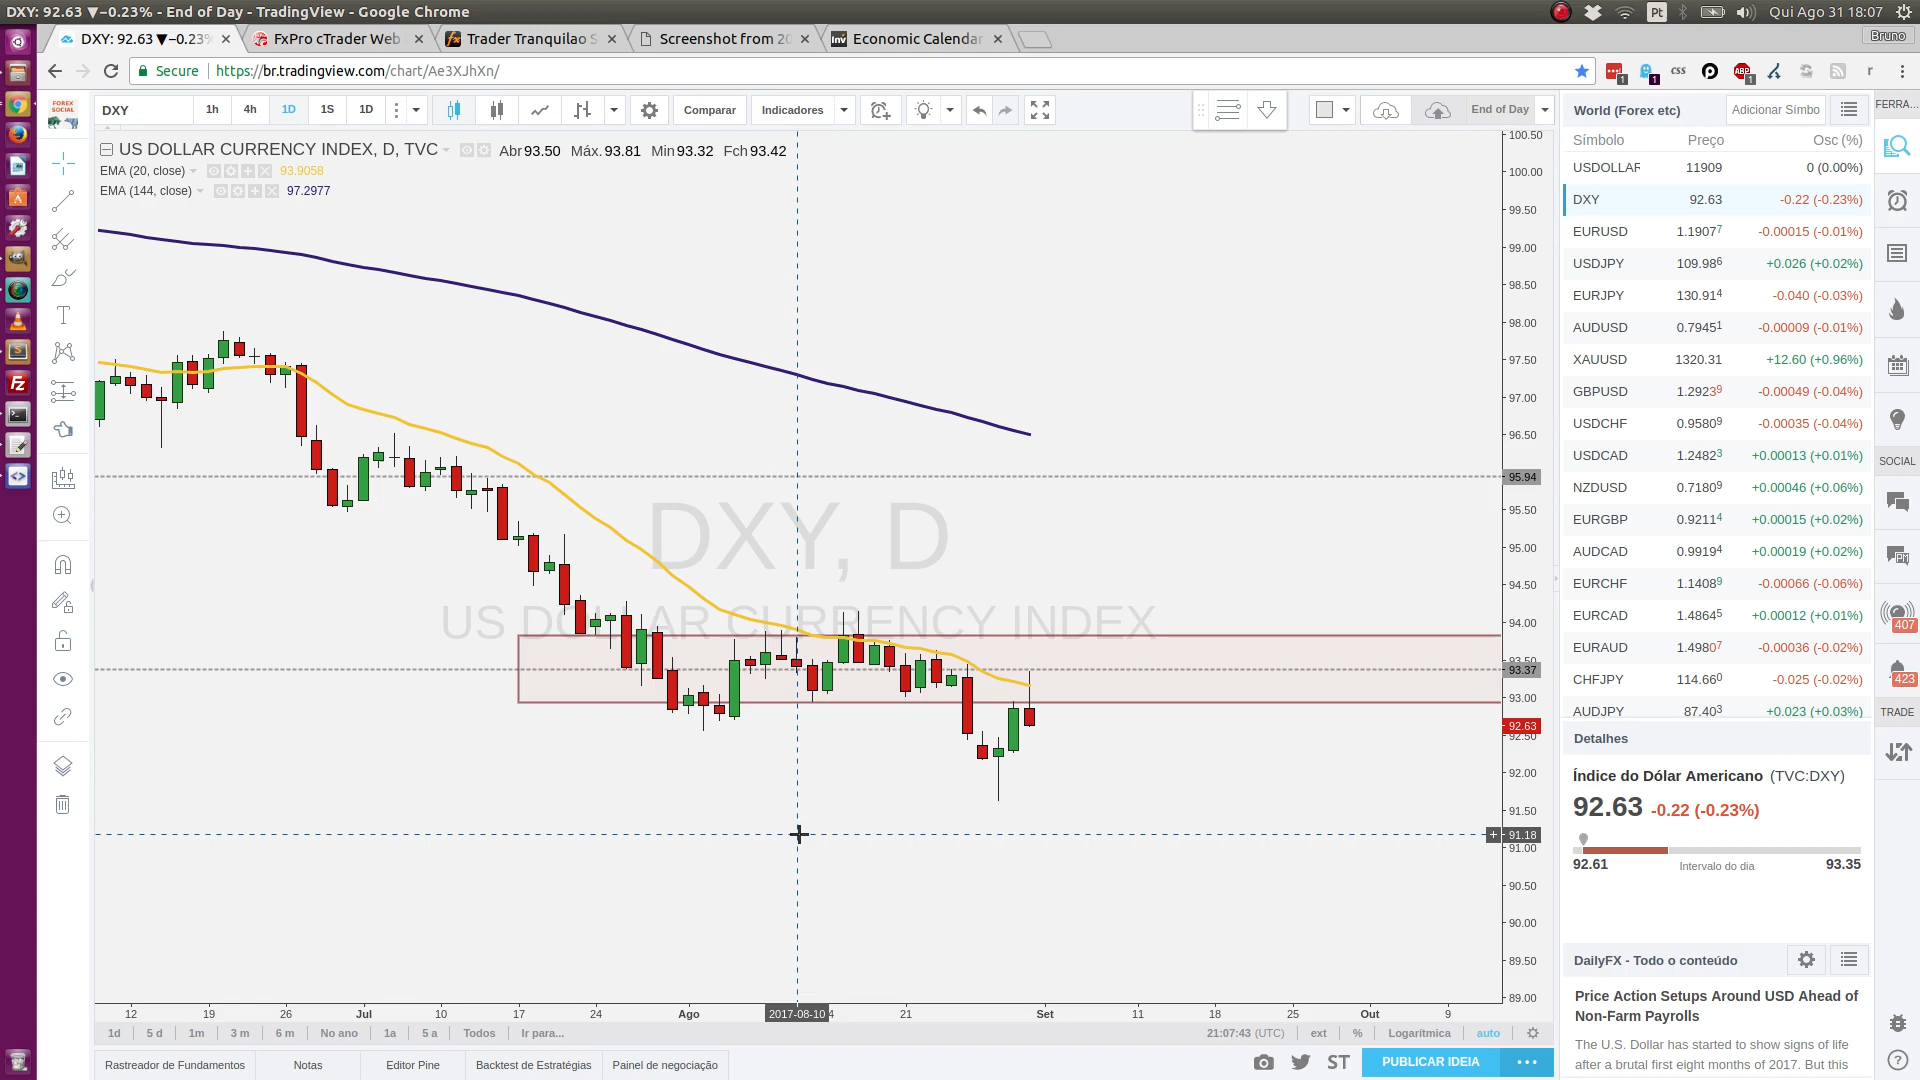 DXY: 92.63 ▼−0.23% - End of Day - TradingView - Google Chrome
Pt
Qui Ago 31 18:07
DXY: 92.63 ▼−0.23%
FxPro cTrader Web
Trader Tranquilao S
Screenshot from 20
Economic Calendar
Bruno
Secure
https://br.tradingview.com/chart/Ae3XJhXn/
FOREX
SOCIAL
DXY
1h
4h
1D
1S
1D
Comparar
Indicadores
End of Day
World (Forex etc)
Adicionar Símbo
FERRA...
US DOLLAR CURRENCY INDEX, D, TVC
Abr93.50 Máx.93.81 Min93.32 Fch93.42
EMA (20, close) 93.9058
EMA (144, close) 97.2977
DXY, D
US DOLLAR CURRENCY INDEX
100.50
100.00
99.50
99.00
98.50
98.00
97.50
97.00
96.50
95.94
95.50
95.00
94.50
94.00
93.50
93.37
93.00
92.63
92.50
92.00
91.50
91.18
91.00
90.50
90.00
89.50
89.00
12 19 26 Jul 10 17 24 Ago 2017-08-10 21 Set 11 18 25 Out 9
1d 5 d 1m 3 m 6 m No ano 1a 5 a Todos Ir para...
21:07:43 (UTC) ext % Logarítmica auto
Rastreador de Fundamentos
Notas
Editor Pine
Backtest de Estratégias
Painel de negociação
ST
PUBLICAR IDEIA
Símbolo Preço Osc (%)
USDOLLAR 11909 0 (0.00%)
DXY 92.63 -0.22 (-0.23%)
EURUSD 1.19077 -0.00015 (-0.01%)
USDJPY 109.986 +0.026 (+0.02%)
EURJPY 130.914 -0.040 (-0.03%)
AUDUSD 0.79451 -0.00009 (-0.01%)
XAUUSD 1320.31 +12.60 (+0.96%)
GBPUSD 1.29239 -0.00049 (-0.04%)
USDCHF 0.95809 -0.00035 (-0.04%)
USDCAD 1.24823 +0.00013 (+0.01%)
NZDUSD 0.71809 +0.00046 (+0.06%)
EURGBP 0.92114 +0.00015 (+0.02%)
AUDCAD 0.99194 +0.00019 (+0.02%)
EURCHF 1.14089 -0.00066 (-0.06%)
EURCAD 1.48645 +0.00012 (+0.01%)
EURAUD 1.49807 -0.00036 (-0.02%)
CHFJPY 114.660 -0.025 (-0.02%)
AUDJPY 87.403 +0.023 (+0.03%)
SOCIAL
407
423
TRADE
Detalhes
Índice do Dólar Americano (TVC:DXY)
92.63 -0.22 (-0.23%)
92.61 Intervalo do dia 93.35
DailyFX - Todo o conteúdo
Price Action Setups Around USD Ahead of
Non-Farm Payrolls
The U.S. Dollar has started to show signs of life
after a brutal first eight months of 2017. But this